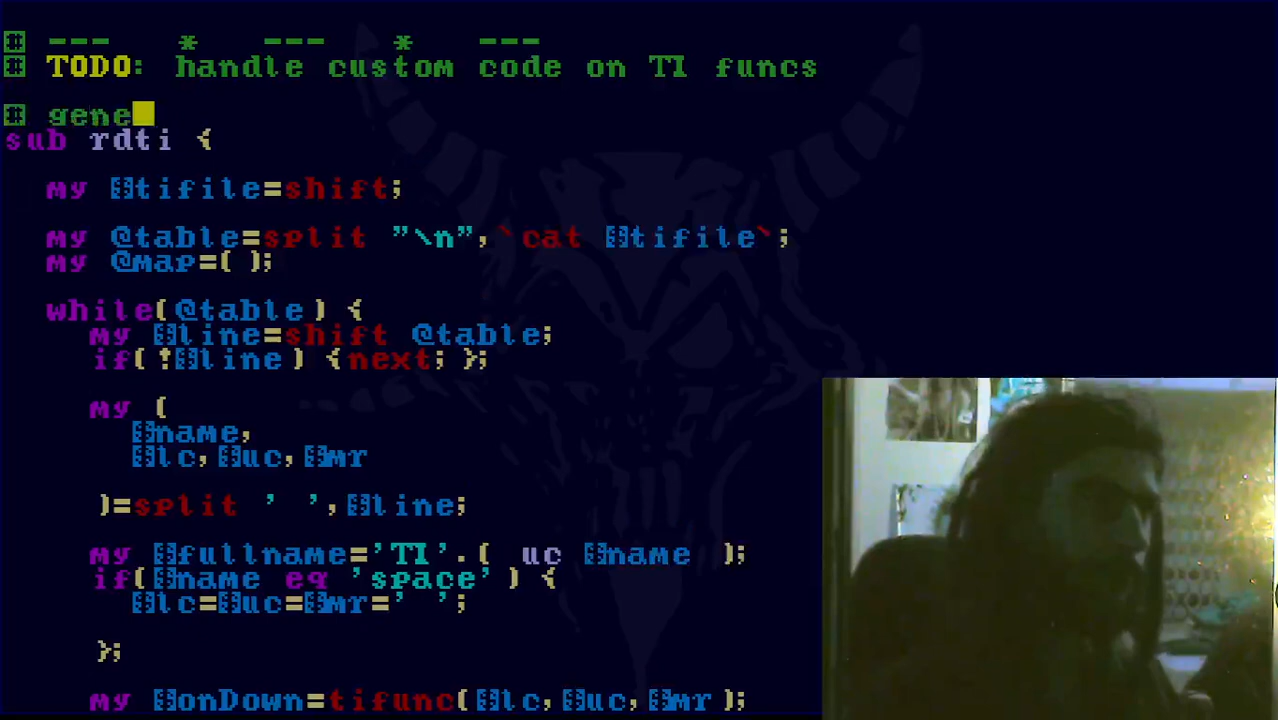 # --- * --- * ---
# TODO: handle custom code on TI funcs
# gene
sub rdti {
my $tifile=shift;
my @table=split "\n",`cat $tifile`;
my @map=( );
while(@table) {
my $line=shift @table;
if(!$line) {next; };
my (
$name,
$lc,$uc,$mr
)=split ' ',$line;
my $fullname='TI'.( uc $name );
if($name eq 'space') {
$lc=$uc=$mr=' ';
};
my $onDown=tifunc($lc,$uc,$mr);